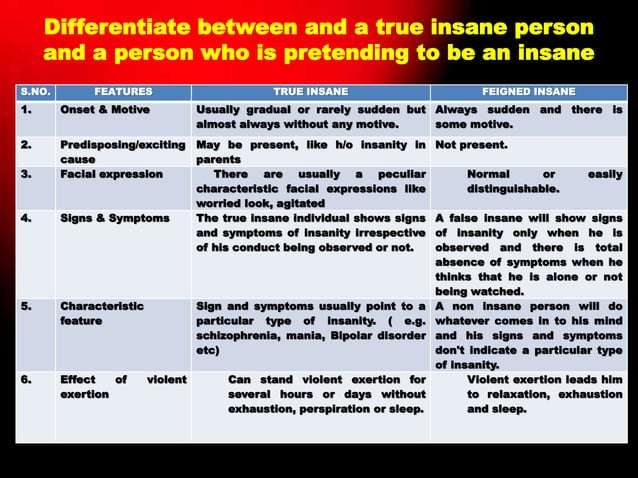 Differentiate between and a true insane person
and a person who is pretending to be an insane
S.NO. FEATURES TRUE INSANE FEIGNED INSANE
1. Onset & Motive Usually gradual or rarely sudden but Always sudden and there is
almost always without any motive. some motive.
2. Predisposing/exciting May be present, like h/o insanity in Not present.
cause parents
3. Facial expression There are usually a peculiar Normal or easily
characteristic facial expressions like distinguishable.
worried look, agitated
4. Signs & Symptoms The true insane individual shows signs A false insane will show signs
and symptoms of insanity irrespective of insanity only when he is
of his conduct being observed or not. observed and there is total
absence of symptoms when he
thinks that he is alone or not
being watched.
5. Characteristic Sign and symptoms usually point to a A non insane person will do
feature particular type of insanity. ( e.g. whatever comes in to his mind
schizophrenia, mania, Bipolar disorder and his signs and symptoms
etc) don't indicate a particular type
of insanity.
6. Effect of violent Can stand violent exertion for Violent exertion leads him
exertion several hours or days without to relaxation, exhaustion
exhaustion, perspiration or sleep. and sleep.